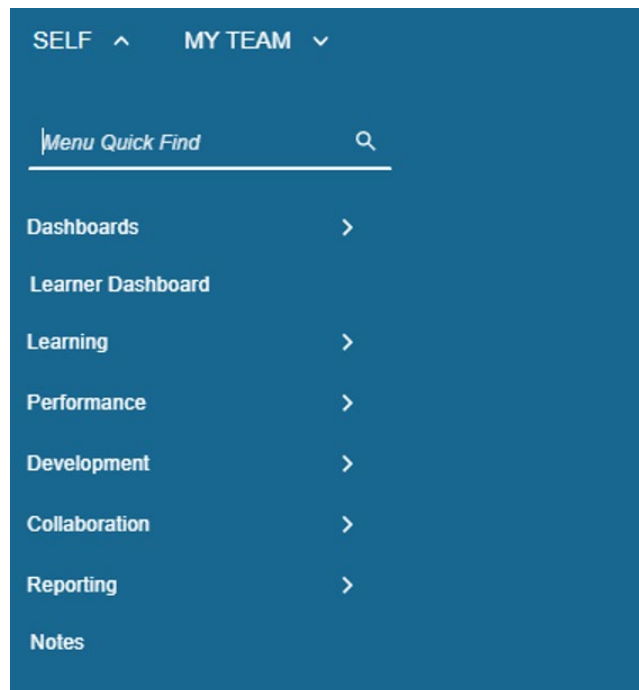 SELF MY TEAM
Menu Quick Find
Dashboards
Learner Dashboard
Learning
Performance
Development
Collaboration
Reporting
Notes